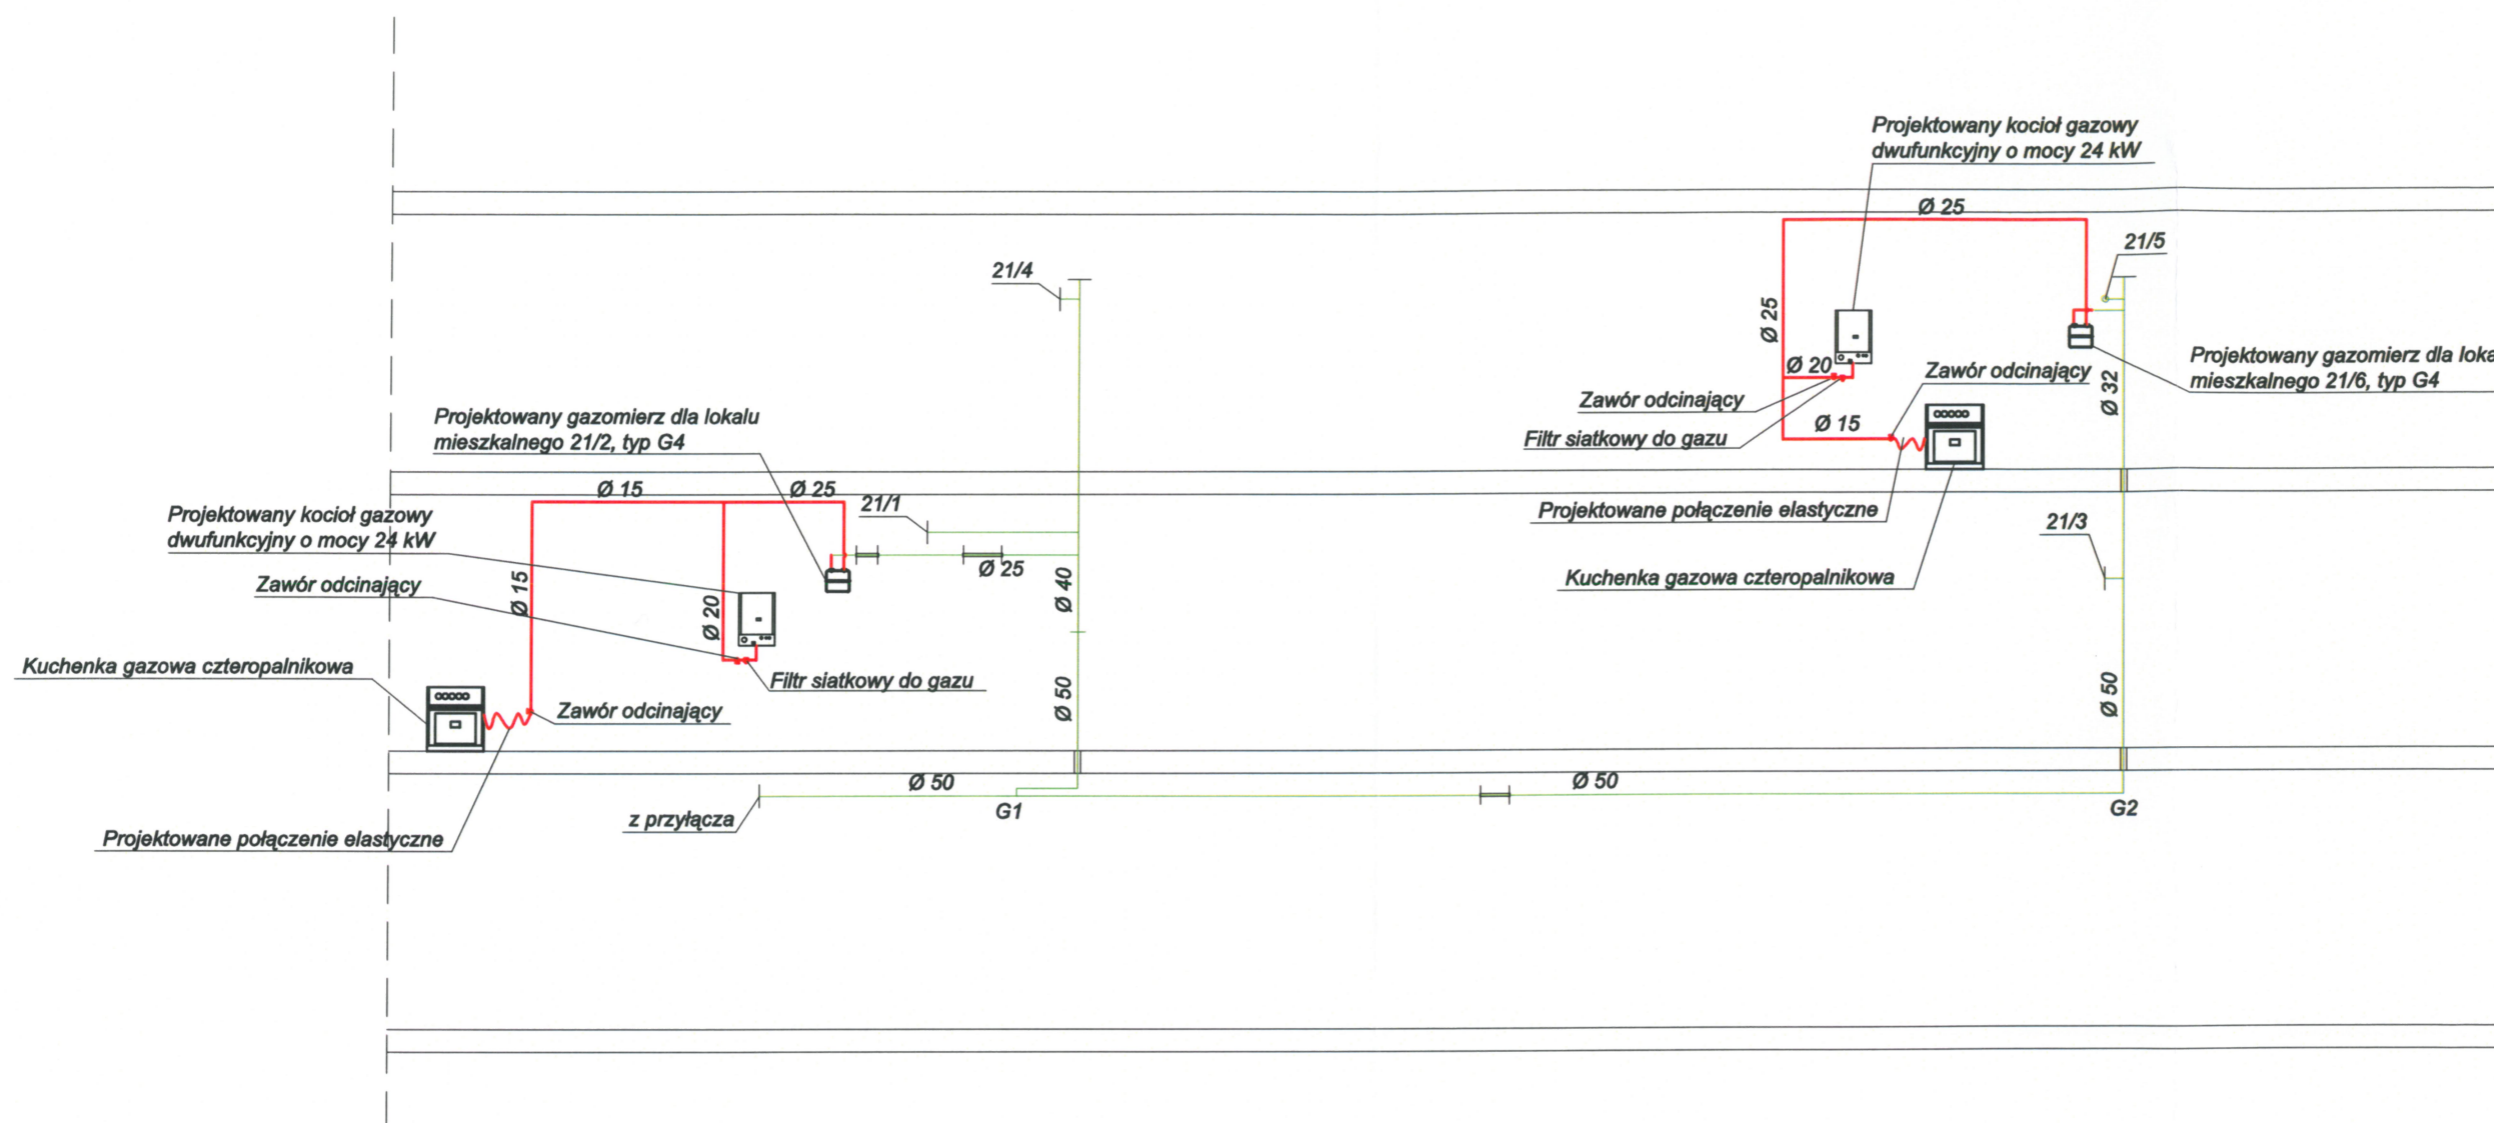 Projektowany kocioł gazowy
dwufunkcyjny o mocy 24 kW
Ø 25
21/5
21/4
Ø 25
Projektowany gazomierz dla loka
mieszkalnego 21/6, typ G4
Ø 20
Zawór odcinający
Ø 32
Zawór odcinający
Ø 15
Filtr siatkowy do gazu
Projektowany gazomierz dla lokalu
mieszkalnego 21/2, typ G4
Ø 15
Ø 25
21/1
Projektowane połączenie elastyczne
21/3
Projektowany kocioł gazowy
dwufunkcyjny o mocy 24 kW
Ø 25
Kuchenka gazowa czteropalnikowa
Zawór odcinający
Ø 15
Ø 20
Ø 40
Kuchenka gazowa czteropalnikowa
Filtr siatkowy do gazu
Ø 50
Ø 50
Zawór odcinający
Ø 50
Ø 50
z przyłącza
G1
G2
Projektowane połączenie elastyczne